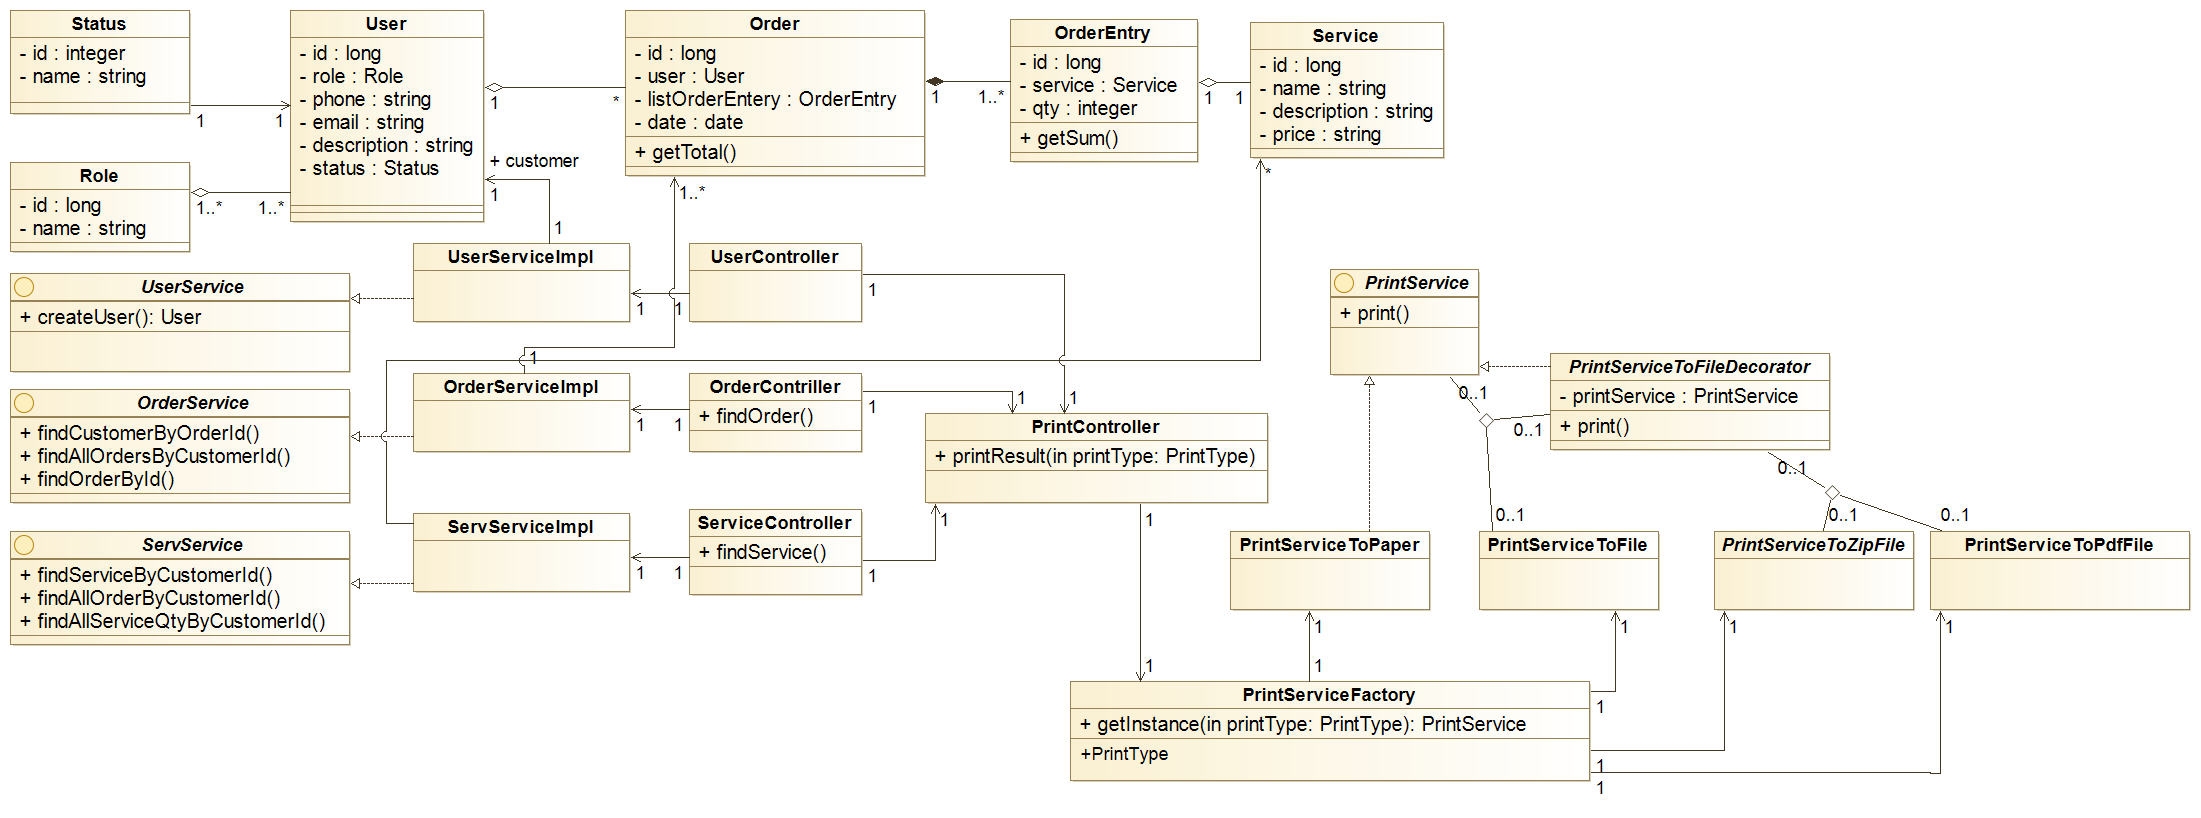 Status
- id : integer
- name : string
1
1
User
- id : long
- role : Role
- phone : string
- email : string
- description : string
- status : Status
1
*
Order
- id : long
- user : User
- listOrderEntery : OrderEntry
- date : date
+ getTotal()
1
1..*
OrderEntry
- id : long
- service : Service
- qty : integer
+ getSum()
1
1
Service
- id : long
- name : string
- description : string
- price : string
*
Role
- id : long
- name : string
1..*
1..*
+ customer
1
1
1..*
UserService
+ createUser(): User
UserServiceImpl
1
1
UserController
1
1
OrderService
+ findCustomerByOrderId()
+ findAllOrdersByCustomerId()
+ findOrderById()
1
OrderServiceImpl
1
1
OrderContriller
+ findOrder()
1
1
PrintController
+ printResult(in printType: PrintType)
ServService
+ findServiceByCustomerId()
+ findAllOrderByCustomerId()
+ findAllServiceQtyByCustomerId()
ServServiceImpl
1
1
ServiceController
+ findService()
1
1
1
1
PrintService
+ print()
PrintServiceToFileDecorator
- printService : PrintService
+ print()
0..1
0..1
0..1
0..1
0..1
0..1
PrintServiceToPaper
PrintServiceToFile
PrintServiceToZipFile
PrintServiceToPdfFile
1
1
1
1
1
PrintServiceFactory
+ getInstance(in printType: PrintType): PrintService
+PrintType
1
1
1